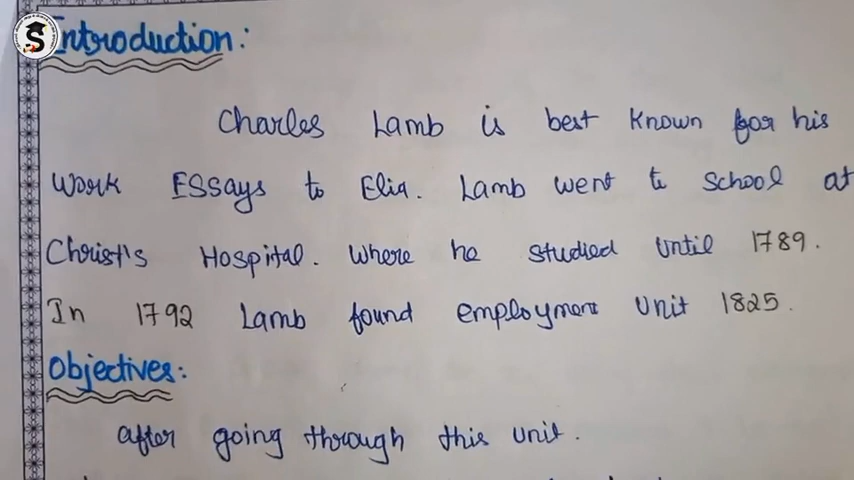 Introduction:
Charles Lamb is best known for his
Work Essays to Elia. Lamb went to School at
Christ's Hospital. Where he studied until 1789.
In 1792 Lamb found employment Unit 1825.
Objectives:
after going through this unit.